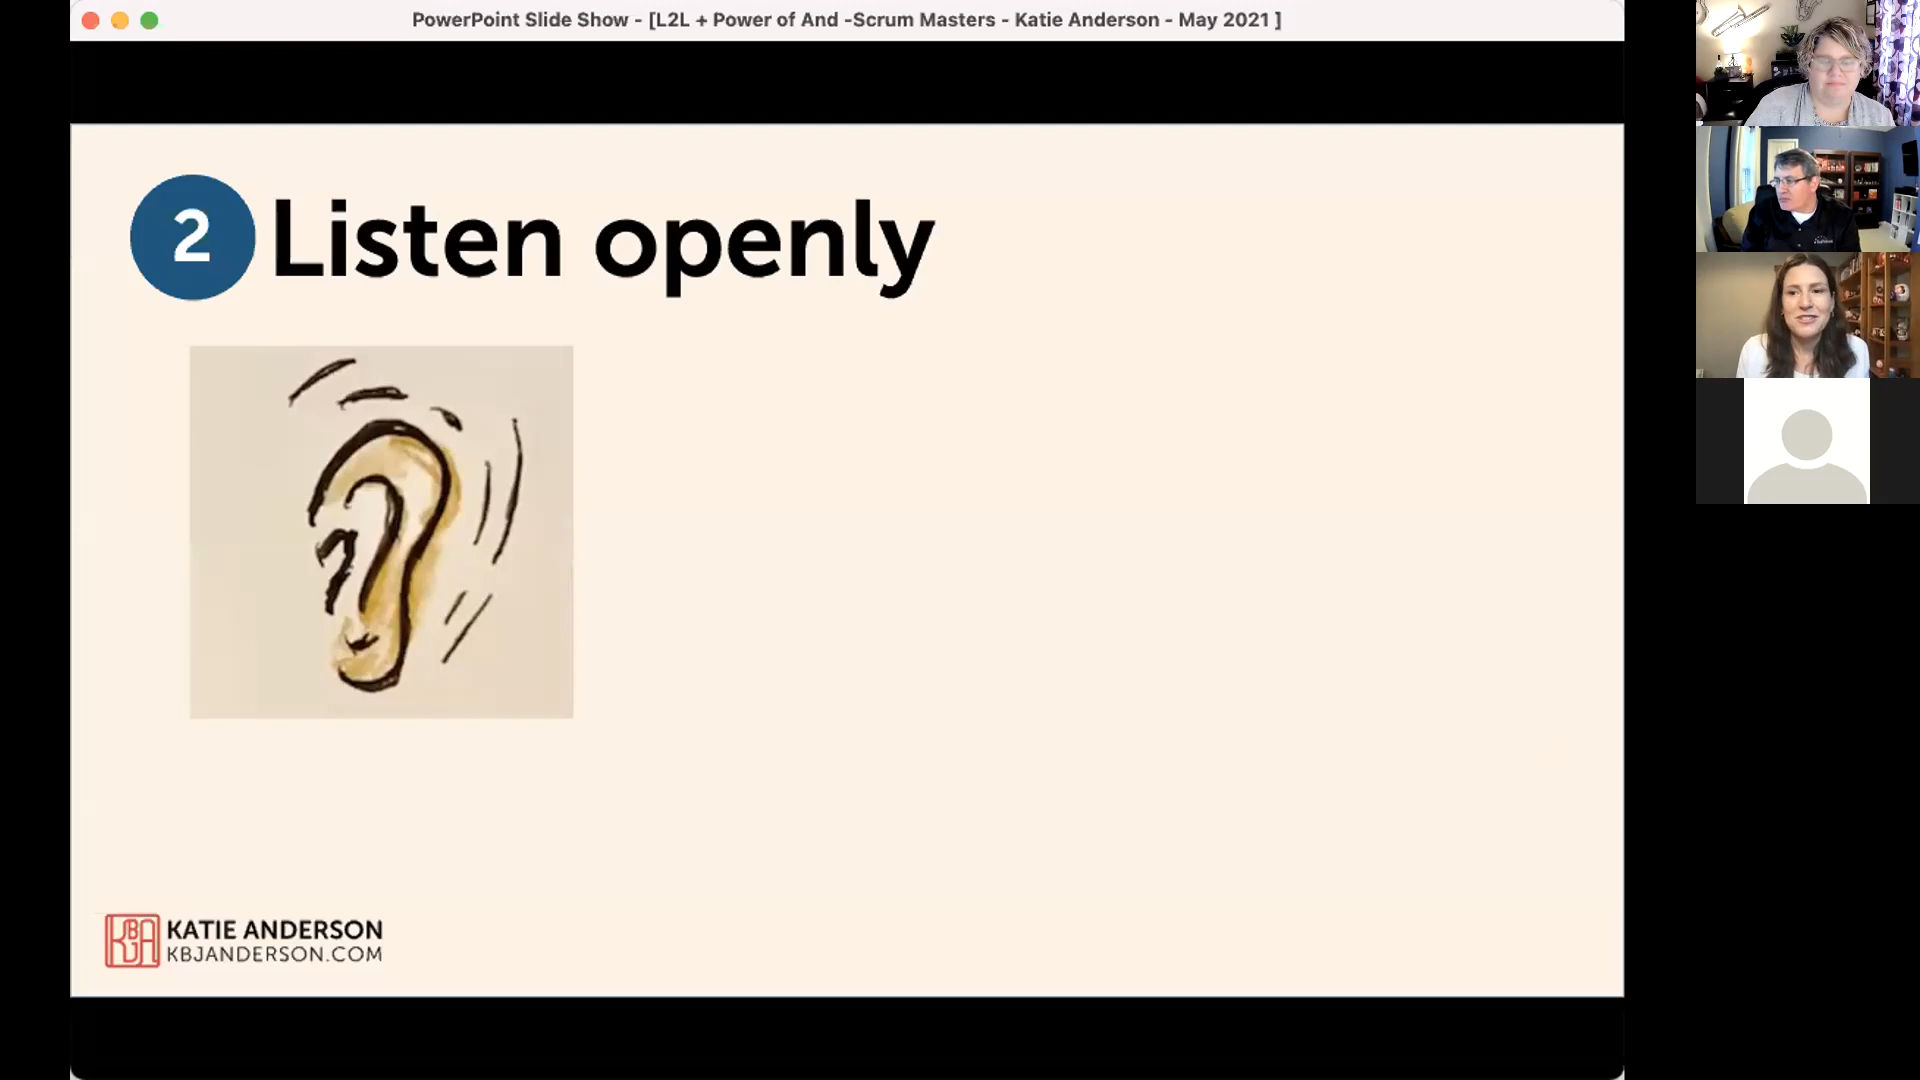 PowerPoint Slide Show - [L2L + Power of And -Scrum Masters - Katie Anderson - May 2021 ]
2 Listen openly
KBJA KATIE ANDERSON
KBJANDERSON.COM